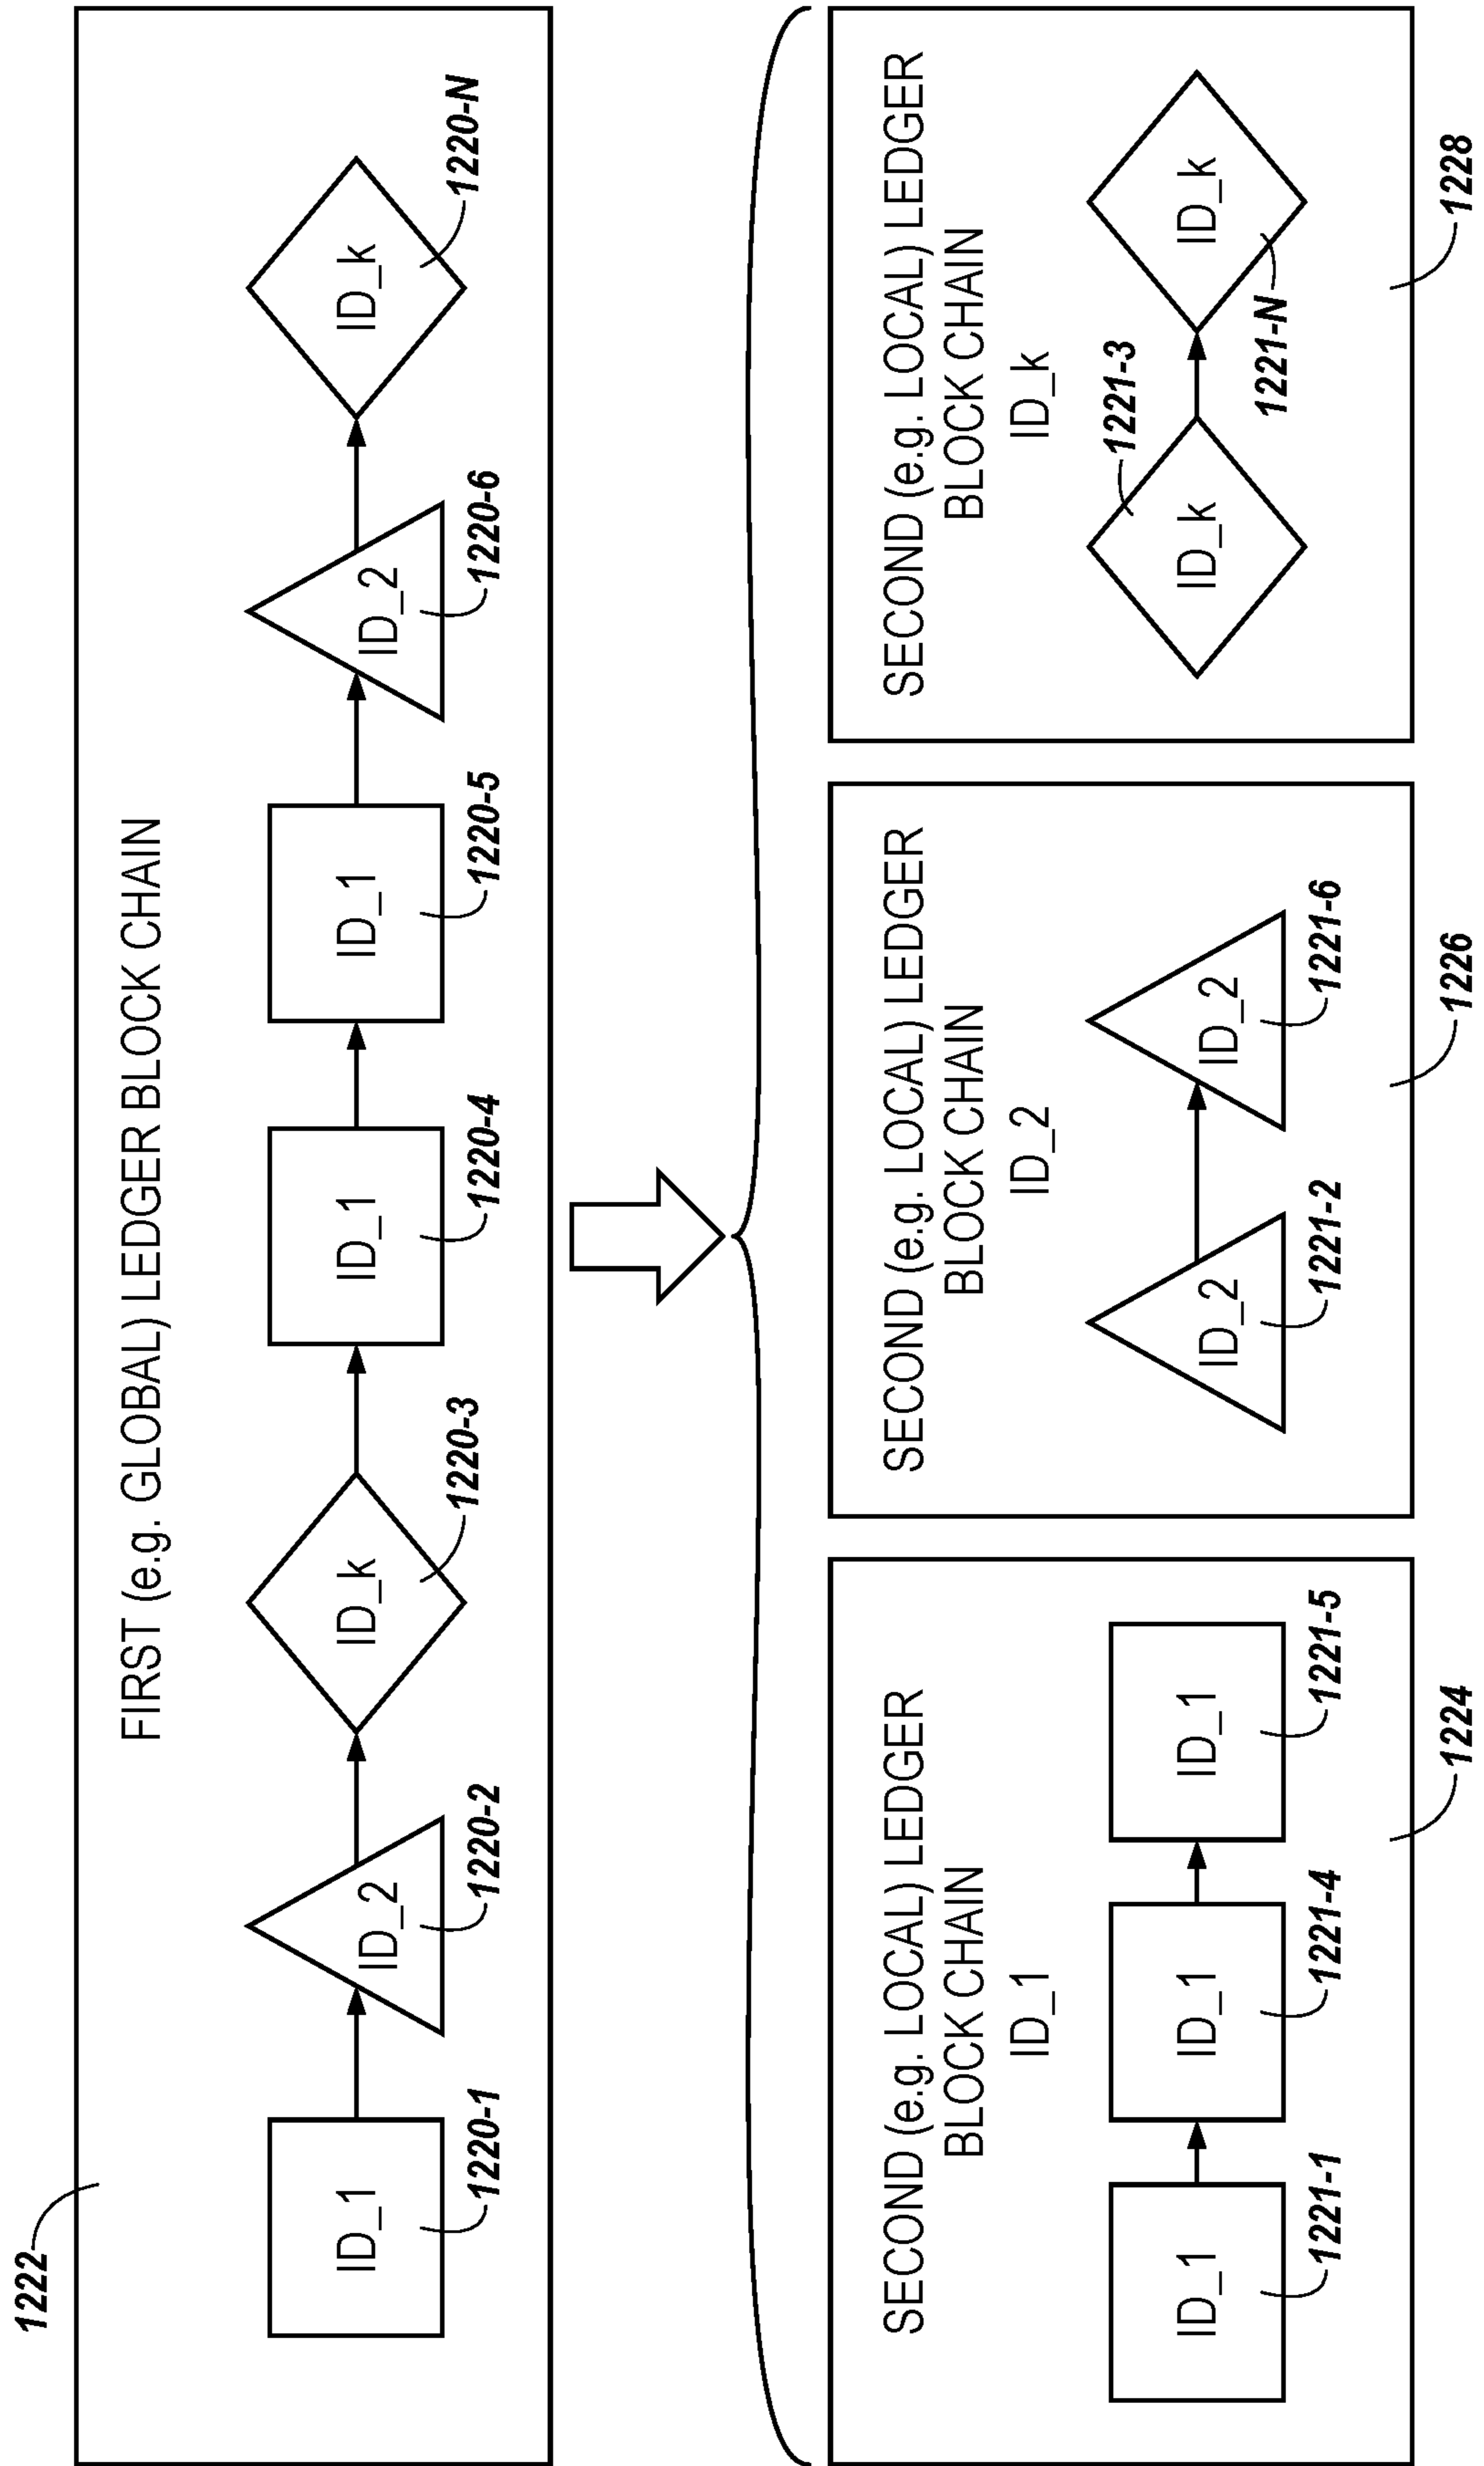 1222
FIRST (e.g. GLOBAL) LEDGER BLOCK CHAIN
ID_1
ID_2
ID_k
ID_1
ID_1
ID_2
ID_k
1220-1
1220-2
1220-3
1220-4
1220-5
1220-6
1220-N
SECOND (e.g. LOCAL) LEDGER
BLOCK CHAIN
ID_1
ID_1
ID_1
ID_1
1221-1
1221-4
1221-5
1224
SECOND (e.g. LOCAL) LEDGER
BLOCK CHAIN
ID_2
ID_2
ID_2
1221-2
1221-6
1226
SECOND (e.g. LOCAL) LEDGER
BLOCK CHAIN
ID_k
1221-3
ID_k
ID_k
1221-N
1228